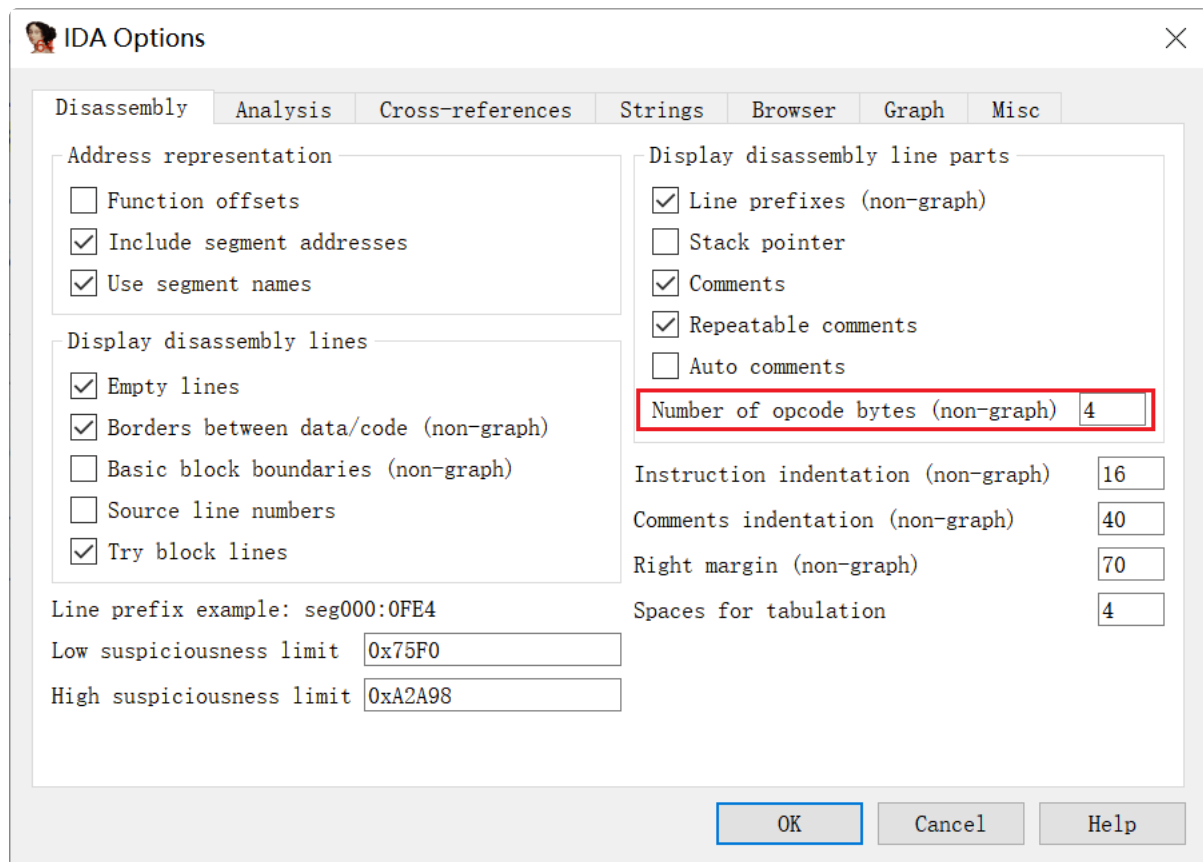 IDA Options
Disassembly Analysis Cross-references Strings Browser Graph Misc
Address representation
Function offsets
Include segment addresses
Use segment names
Display disassembly lines
Empty lines
Borders between data/code (non-graph)
Basic block boundaries (non-graph)
Source line numbers
Try block lines
Line prefix example: seg000:0FE4
Low suspiciousness limit 0x75F0
High suspiciousness limit 0xA2A98
Display disassembly line parts
Line prefixes (non-graph)
Stack pointer
Comments
Repeatable comments
Auto comments
Number of opcode bytes (non-graph) 4
Instruction indentation (non-graph) 16
Comments indentation (non-graph) 40
Right margin (non-graph) 70
Spaces for tabulation 4
OK Cancel Help